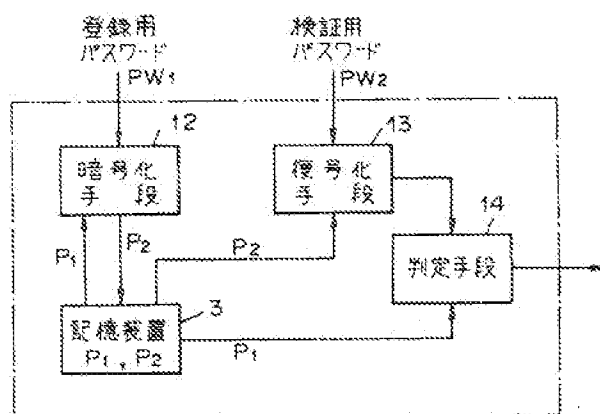 登録用
パスワード
PW1
検証用
パスワード
PW2
12
暗号化
手段
13
復号化
手段
14
判定手段
P1
P2
P2
3
記憶装置
P1, P2
P1